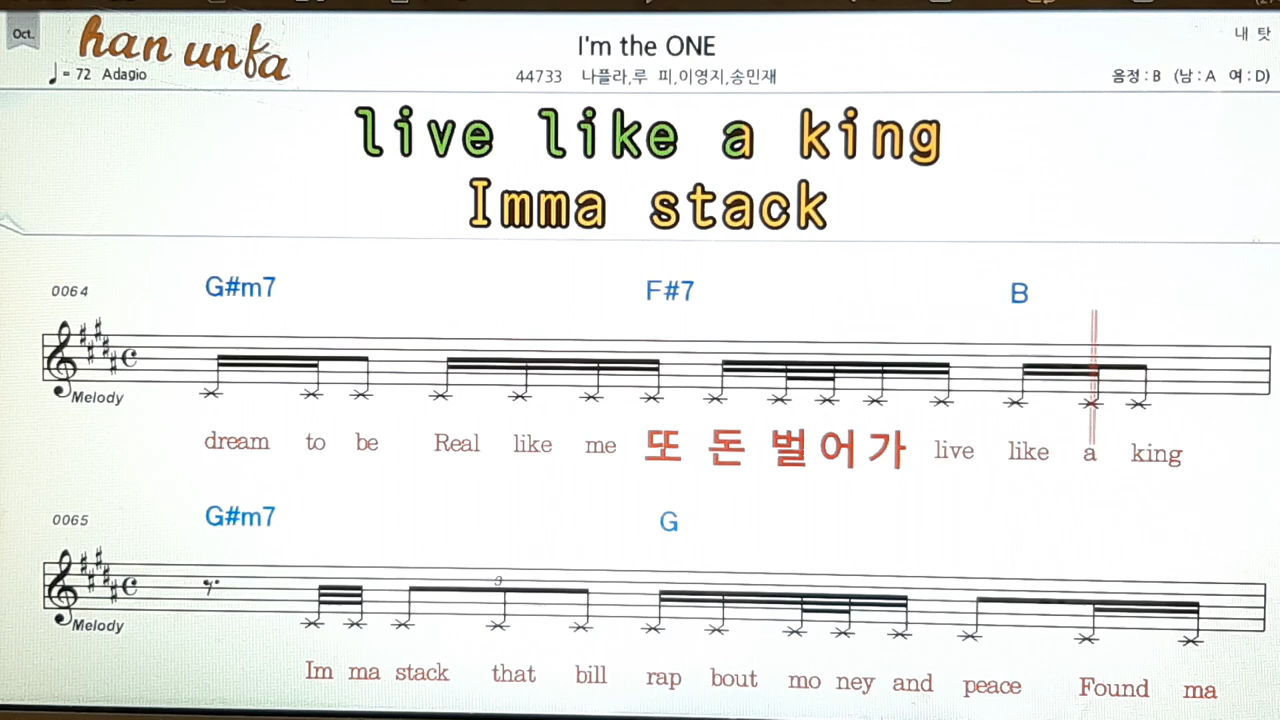 Oct.
han unfa
I'm the ONE
내 탓
♩ = 72 Adagio
44733 나플라,루 피,이영지,송민재
음정 : B (남 : A 여 : D)
live like a king
Imma stack
0064
G#m7 F#7 B
Melody
dream to be Real like me 또 돈 벌 어 가 live like a king
0065
G#m7 G
3
Melody
Im ma stack that bill rap bout mo ney and peace Found ma